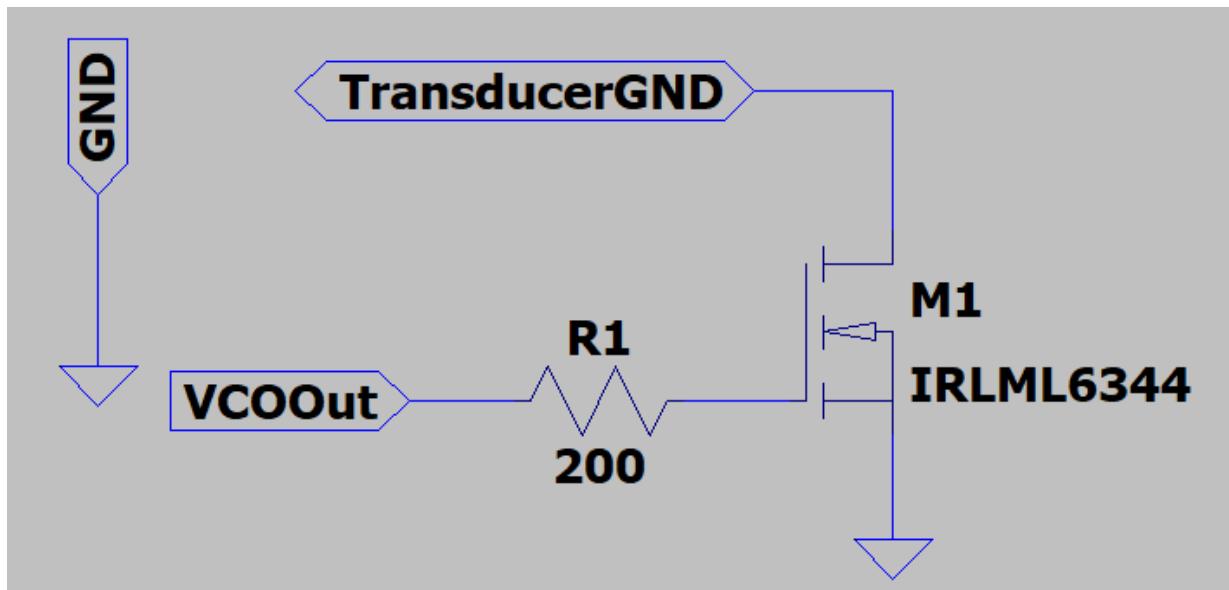 GND
TransducerGND
M1
IRLML6344
R1
200
VCOOut